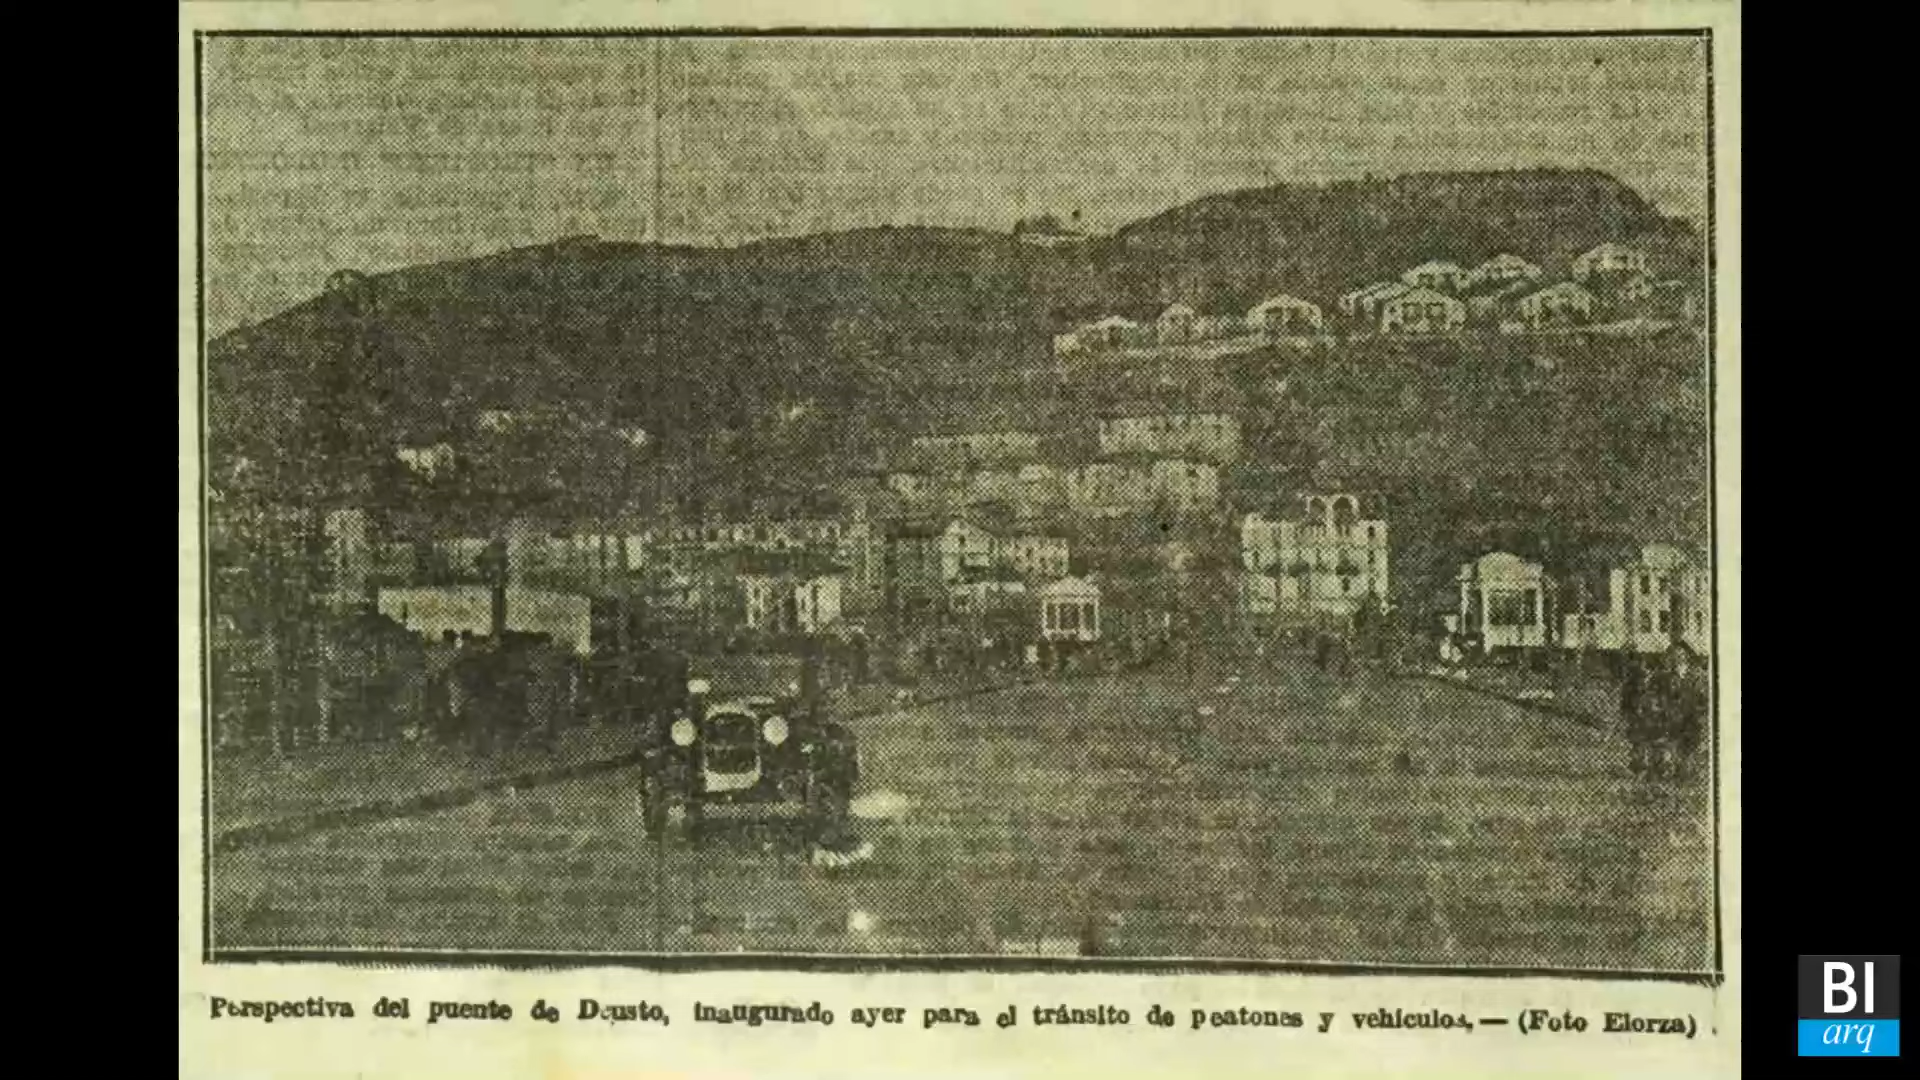 Perspectiva del puente de Deusto, inaugurado ayer para el tránsito de peatones y vehículos.— (Foto Elorza).
BI
arq